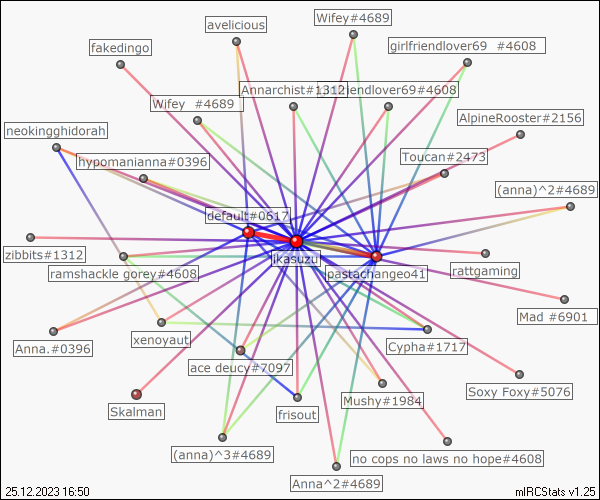 Wifey#4689
avelicious
girlfriendlover69 #4608
fakedingo
Annarchist#1312
friendlover69#4608
Wifey #4689
AlpineRooster#2156
neokingghidorah
Toucan#2473
hypomanianna#0396
(anna)^2#4689
default#0617
zibbits#1312
jkasuzu
ramshackle gorey#4608
pastachangeo41
rattgaming
Mad #6901
Anna.#0396
xenoyaut
Cypha#1717
ace deucy#7097
Soxy Foxy#5076
Mushy#1984
Skalman
frisout
(anna)^3#4689
no cops no laws no hope#4608
Anna^2#4689
25.12.2023 16:50
mIRCStats v1.25